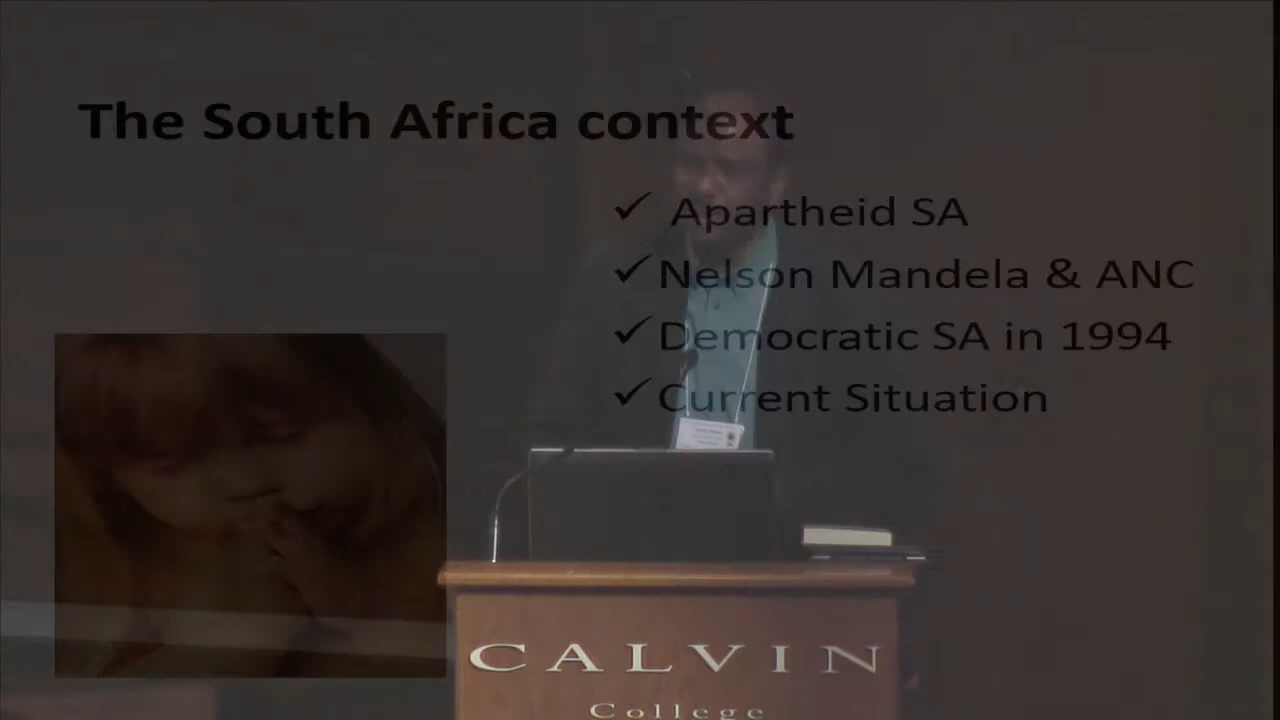 The South Africa context
✓ Apartheid SA
✓ Nelson Mandela & ANC
✓ Democratic SA in 1994
✓ Current Situation
CALVIN
College